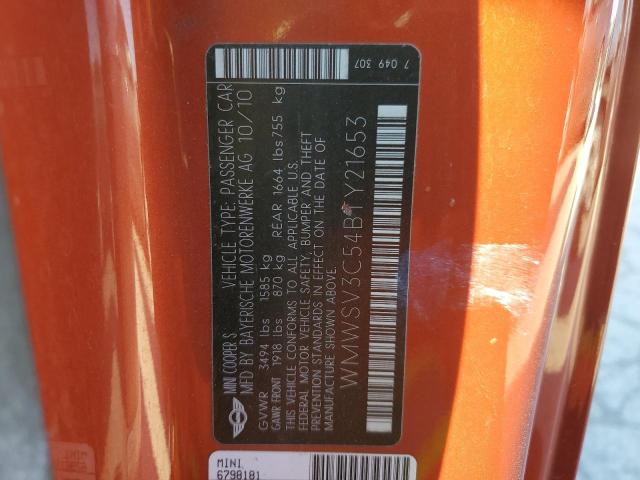 MINI COOPER S
VEHICLE TYPE: PASSENGER CAR
MFD BY BAYERISCHE MOTORENWERKE AG 10/10
GVWR 3494 lbs 1585 kg
GAWR FRONT 1918 lbs 870 kg REAR 1664 lbs 755 kg
THIS VEHICLE CONFORMS TO ALL APPLICABLE U.S.
FEDERAL MOTOR VEHICLE SAFETY, BUMPER AND THEFT
PREVENTION STANDARDS IN EFFECT ON THE DATE OF
MANUFACTURE SHOWN ABOVE.
WMWSV3C54BTY21653
7 049 307
MINI
6798181